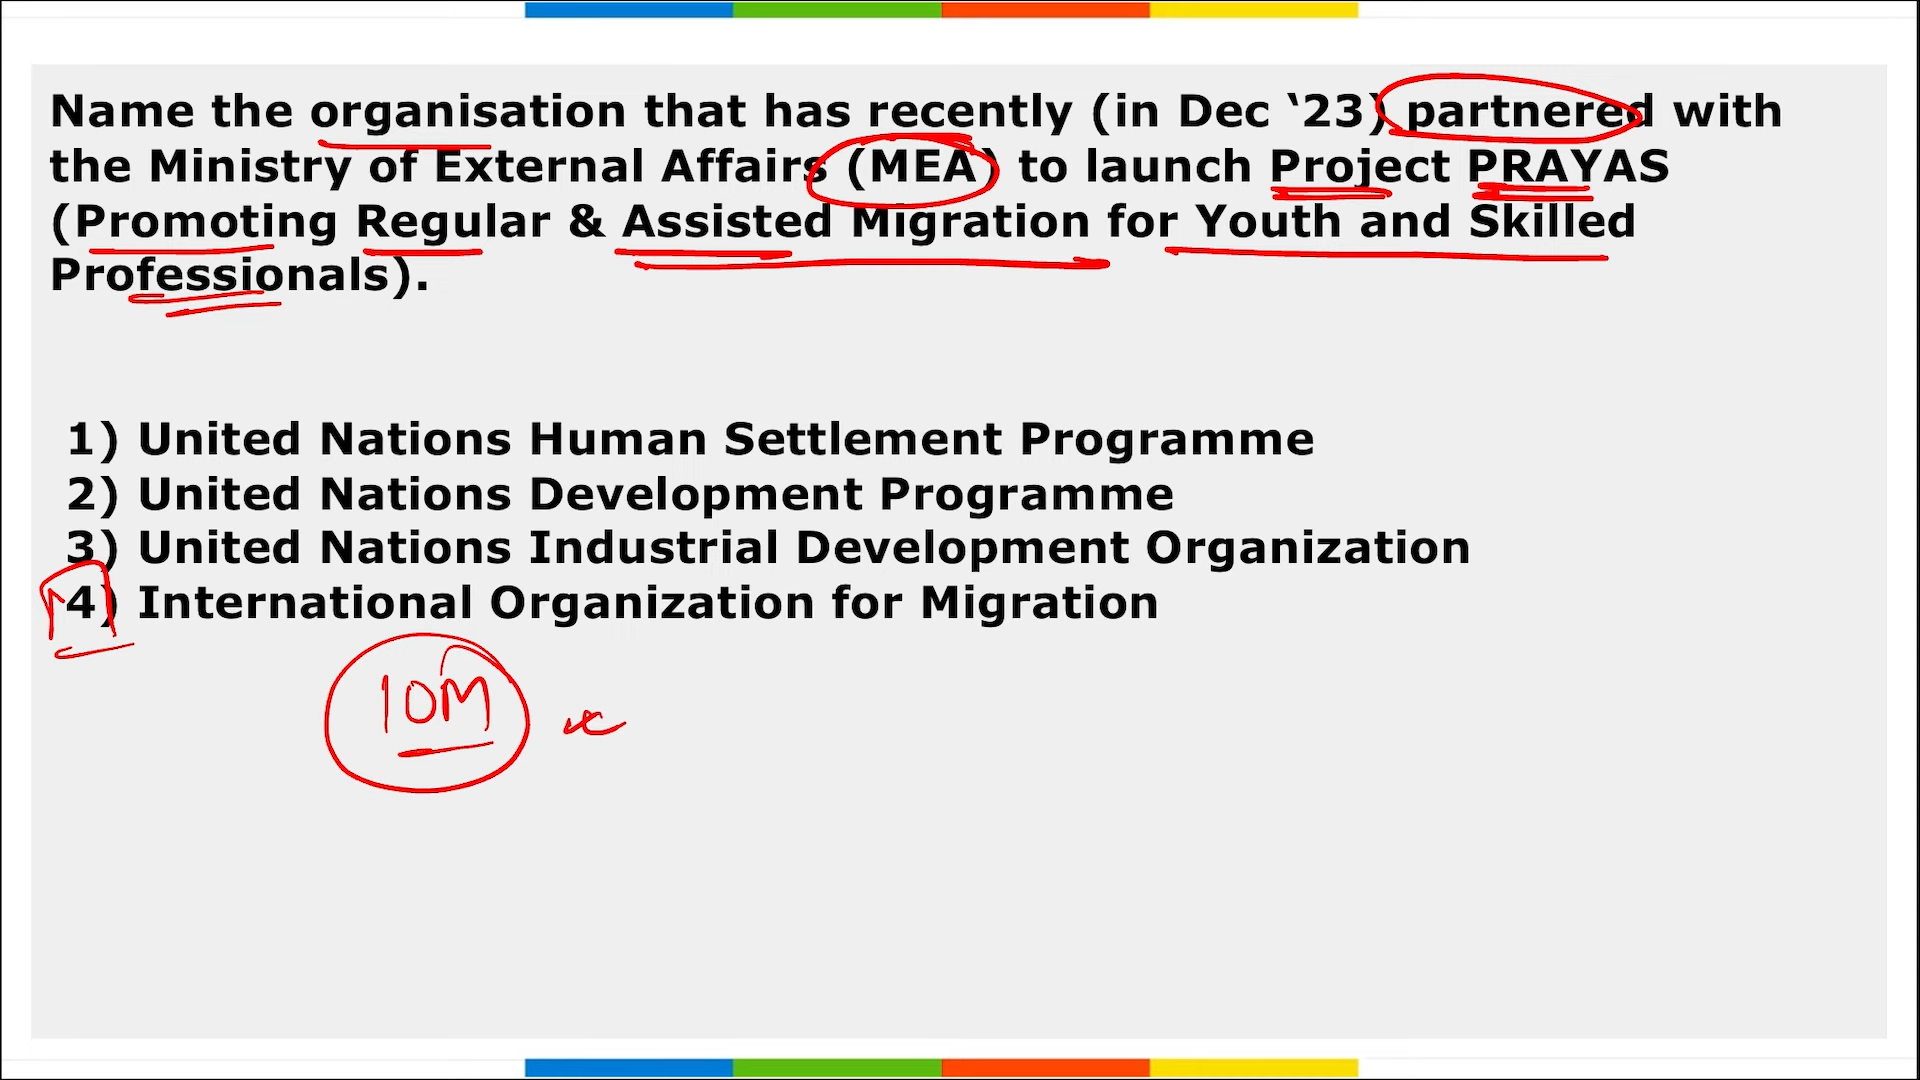 Name the organisation that has recently (in Dec ‘23) partnered with
the Ministry of External Affairs (MEA) to launch Project PRAYAS
(Promoting Regular & Assisted Migration for Youth and Skilled
Professionals).
1) United Nations Human Settlement Programme
2) United Nations Development Programme
3) United Nations Industrial Development Organization
4) International Organization for Migration
IOM